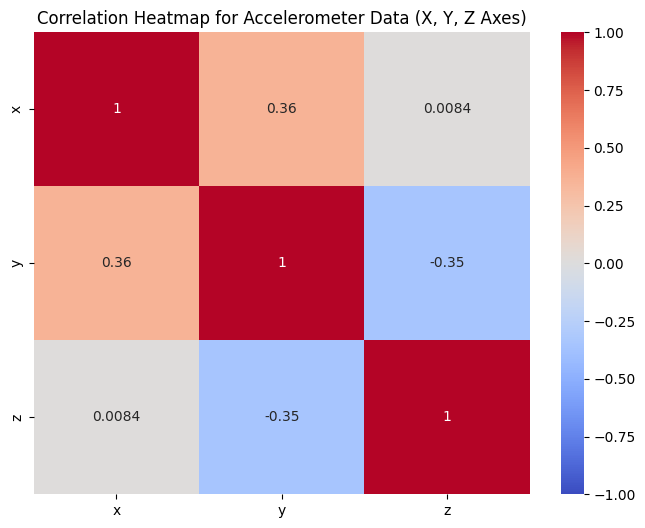 Correlation Heatmap for Accelerometer Data (X, Y, Z Axes)
x 1 0.36 0.0084
y 0.36 1 -0.35
z 0.0084 -0.35 1
x y z
1.00
0.75
0.50
0.25
0.00
−0.25
−0.50
−0.75
−1.00